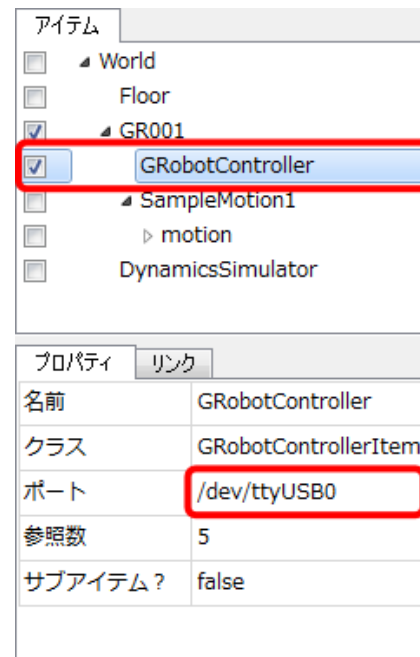 アイテム
World
Floor
GR001
GRobotController
SampleMotion1
motion
DynamicsSimulator
プロパティ リンク
名前 GRobotController
クラス GRobotControllerItem
ポート /dev/ttyUSB0
参照数 5
サブアイテム? false